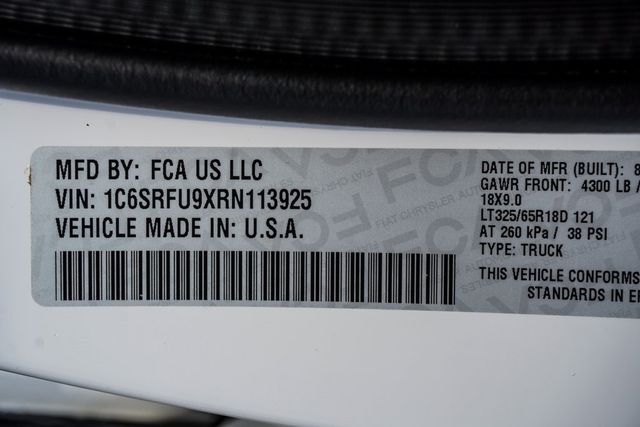 MFD BY: FCA US LLC
VIN: 1C6SRFU9XRN113925
VEHICLE MADE IN: U.S.A.
DATE OF MFR (BUILT): 8
GAWR FRONT: 4300 LB /
18X9.0
LT325/65R18D 121
AT 260 kPa / 38 PSI
TYPE: TRUCK
THIS VEHICLE CONFORMS
STANDARDS IN